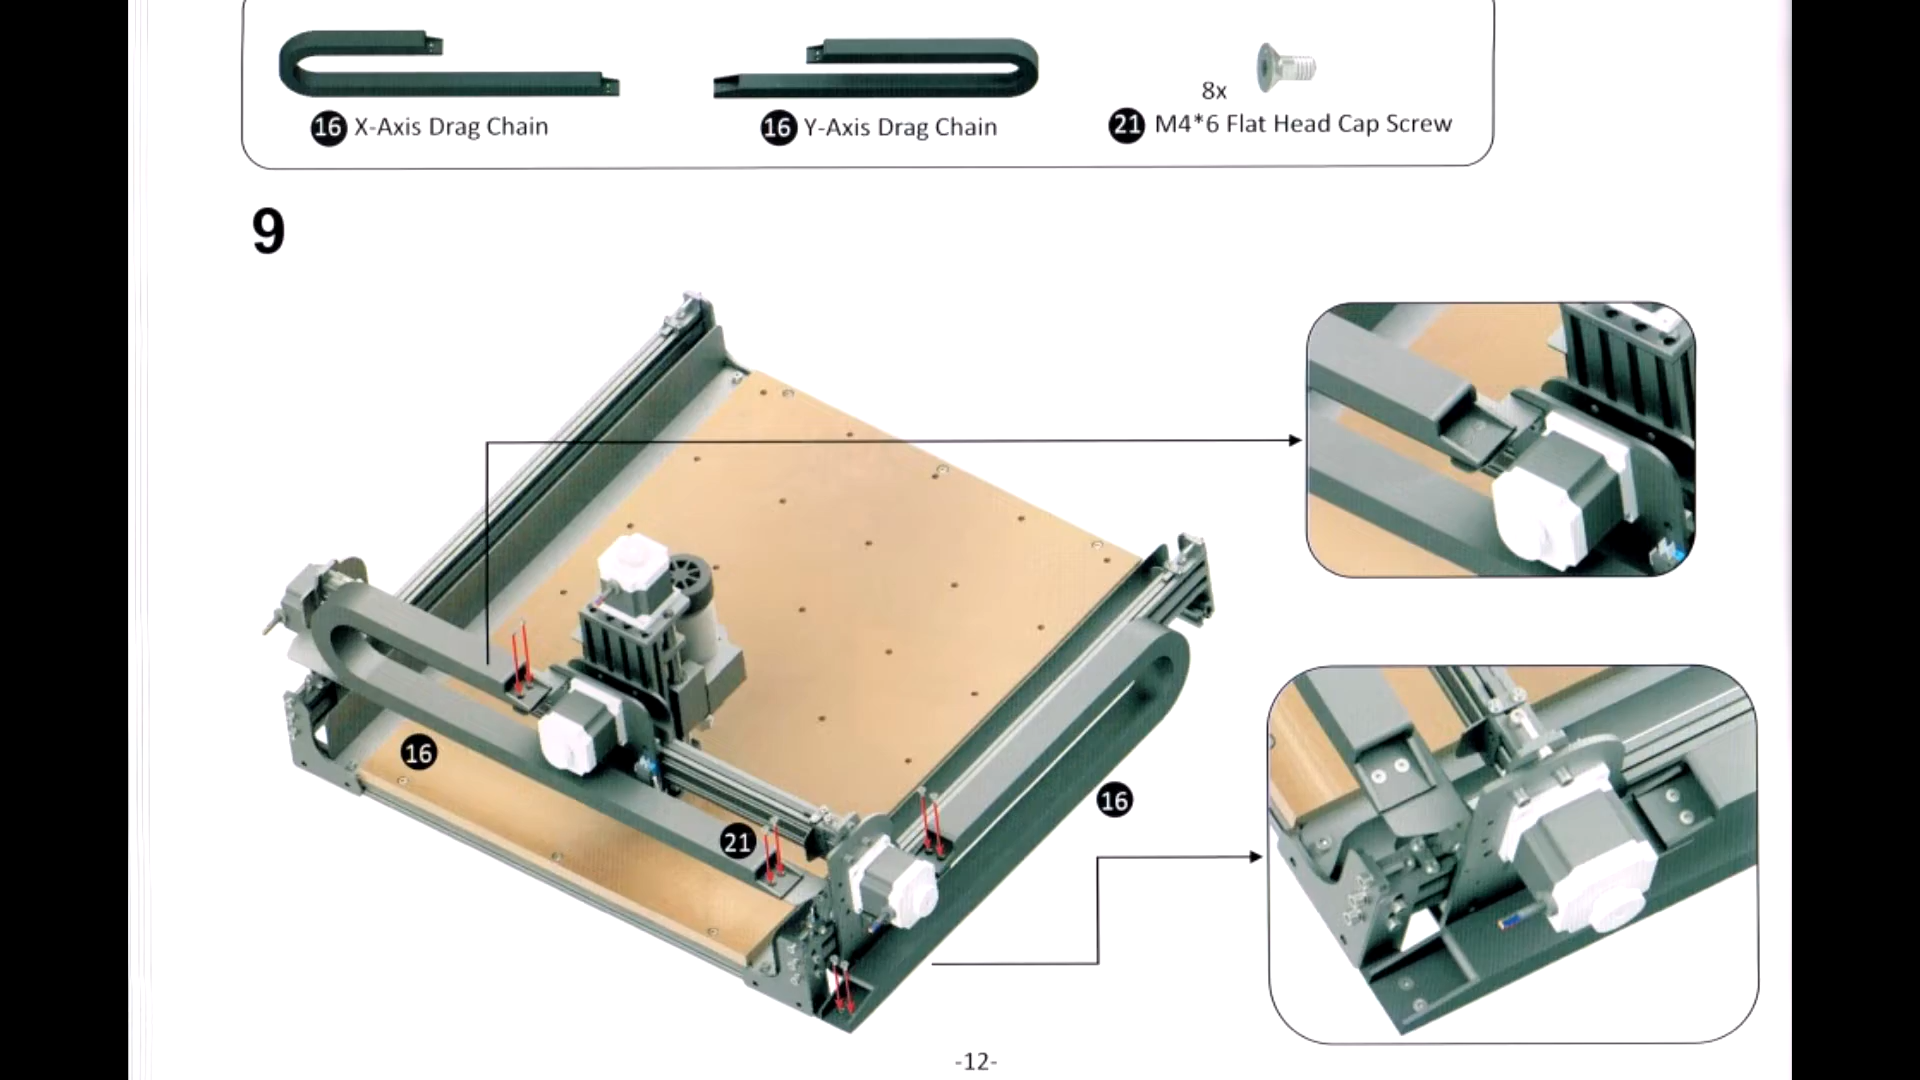 8x
16 X-Axis Drag Chain
16 Y-Axis Drag Chain
21 M4*6 Flat Head Cap Screw
9
16
16
21
-12-